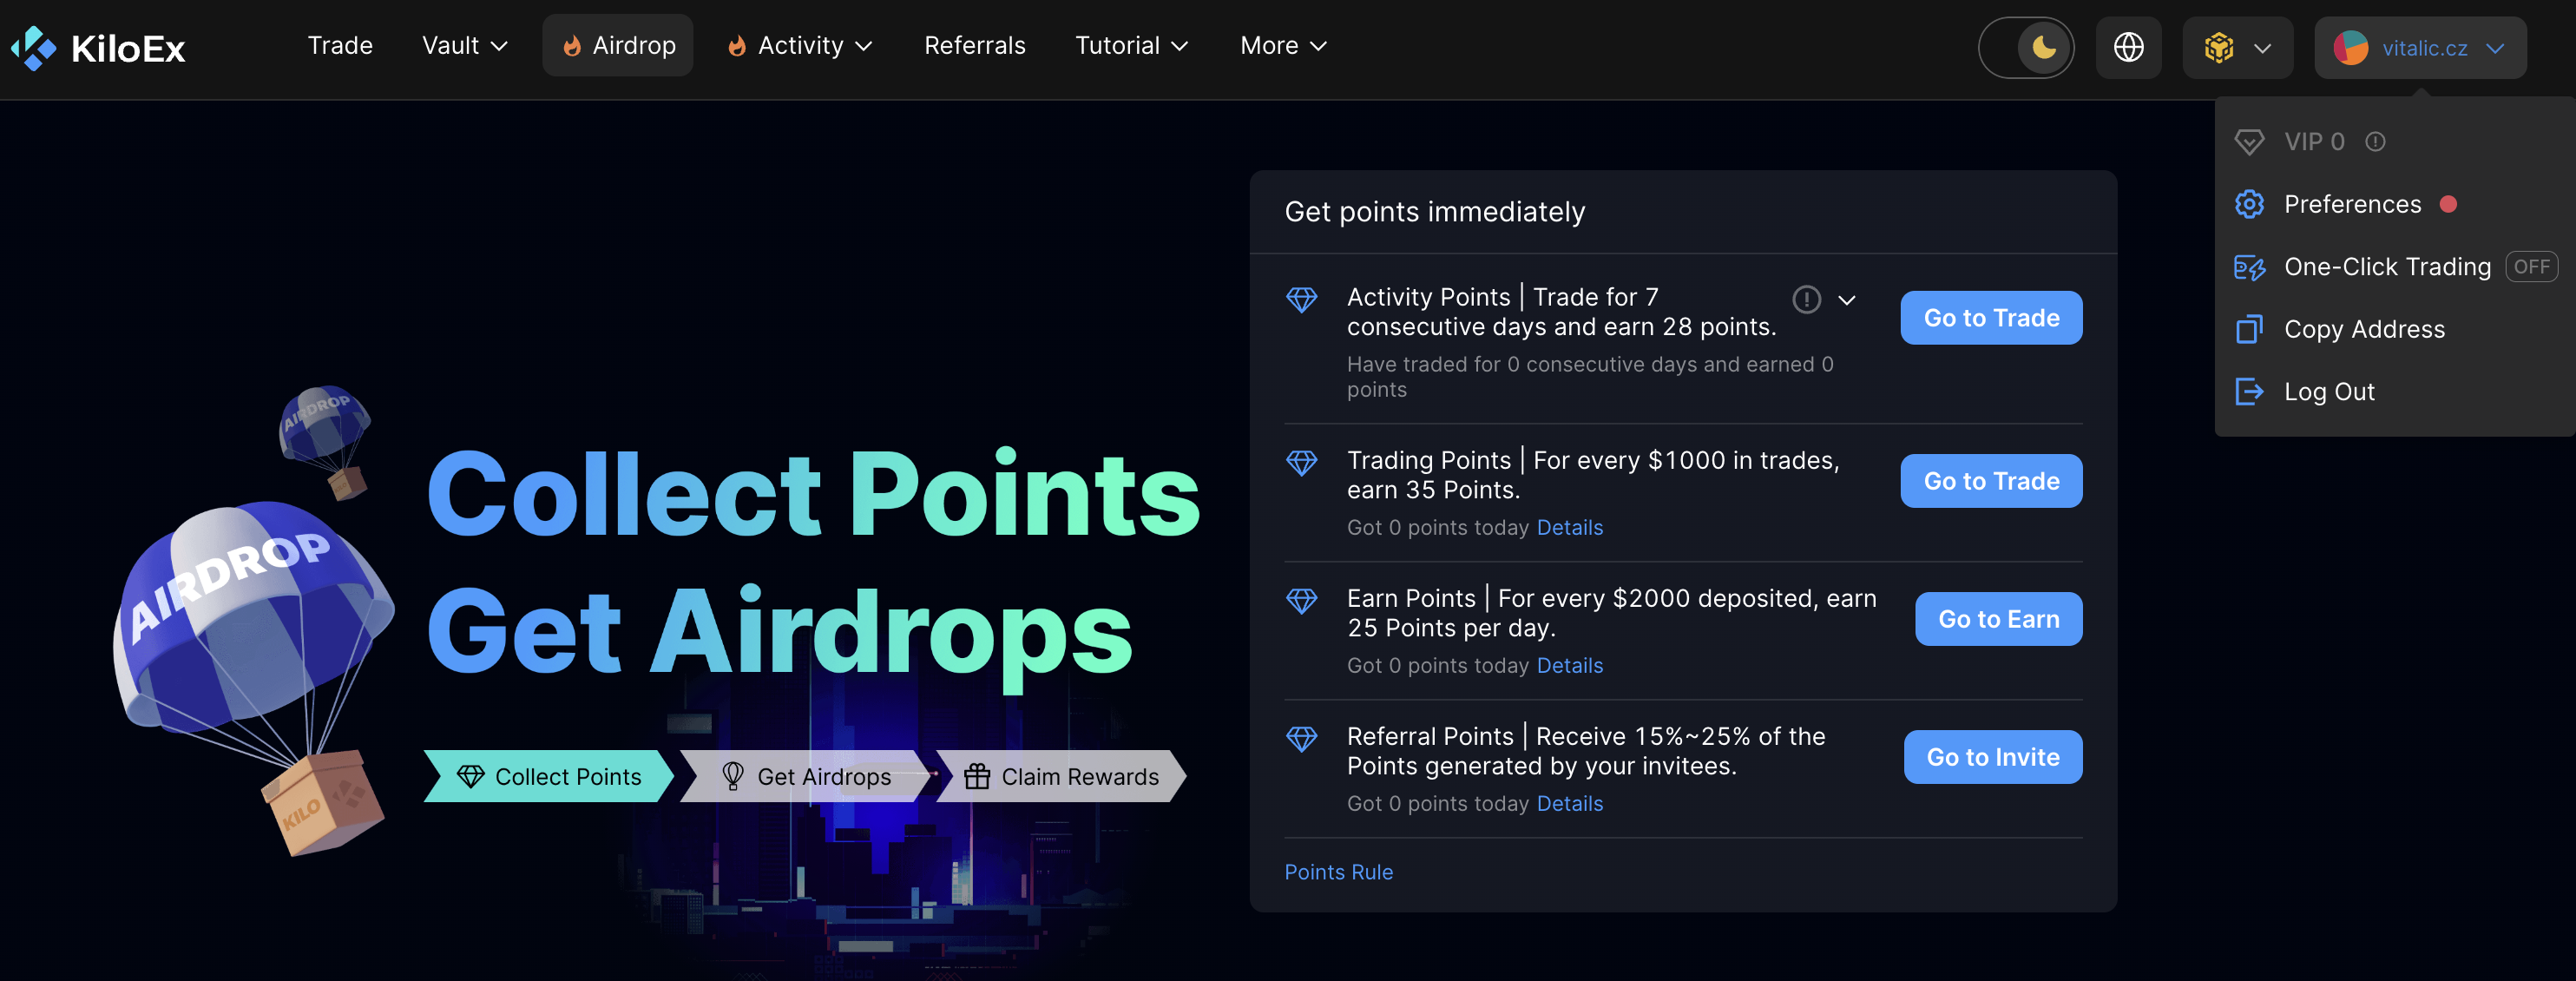 KiloEx
Trade
Vault
Airdrop
Activity
Referrals
Tutorial
More
vitalic.cz
VIP 0
Preferences
One-Click Trading OFF
Copy Address
Log Out
AIRDROP
KILO
AIRDROP
KILO
Collect Points
Get Airdrops
Collect Points
Get Airdrops
Claim Rewards
Get points immediately
Activity Points | Trade for 7
consecutive days and earn 28 points.
Have traded for 0 consecutive days and earned 0
points
Go to Trade
Trading Points | For every $1000 in trades,
earn 35 Points.
Got 0 points today Details
Go to Trade
Earn Points | For every $2000 deposited, earn
25 Points per day.
Got 0 points today Details
Go to Earn
Referral Points | Receive 15%~25% of the
Points generated by your invitees.
Got 0 points today Details
Go to Invite
Points Rule